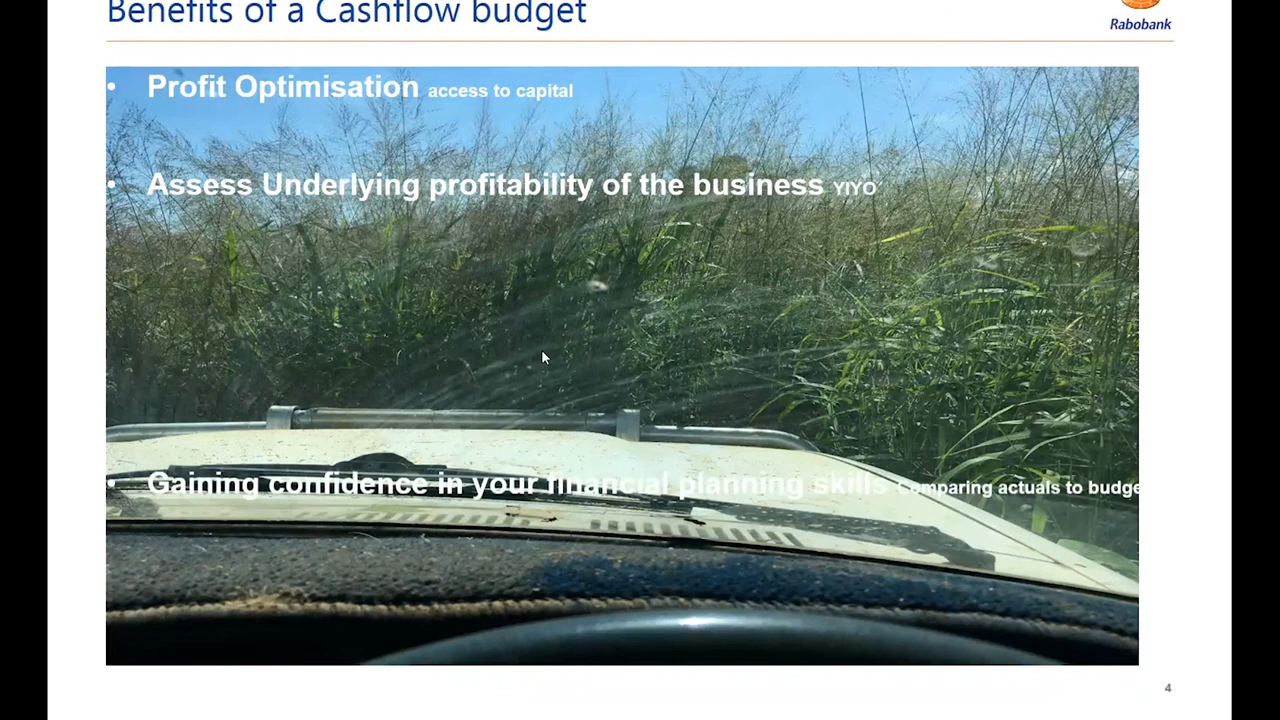 Benefits of a Cashflow budget
Rabobank
• Profit Optimisation access to capital
• Assess Underlying profitability of the business YIYO
• Gaining confidence in your financial planning skills Comparing actuals to budge
4